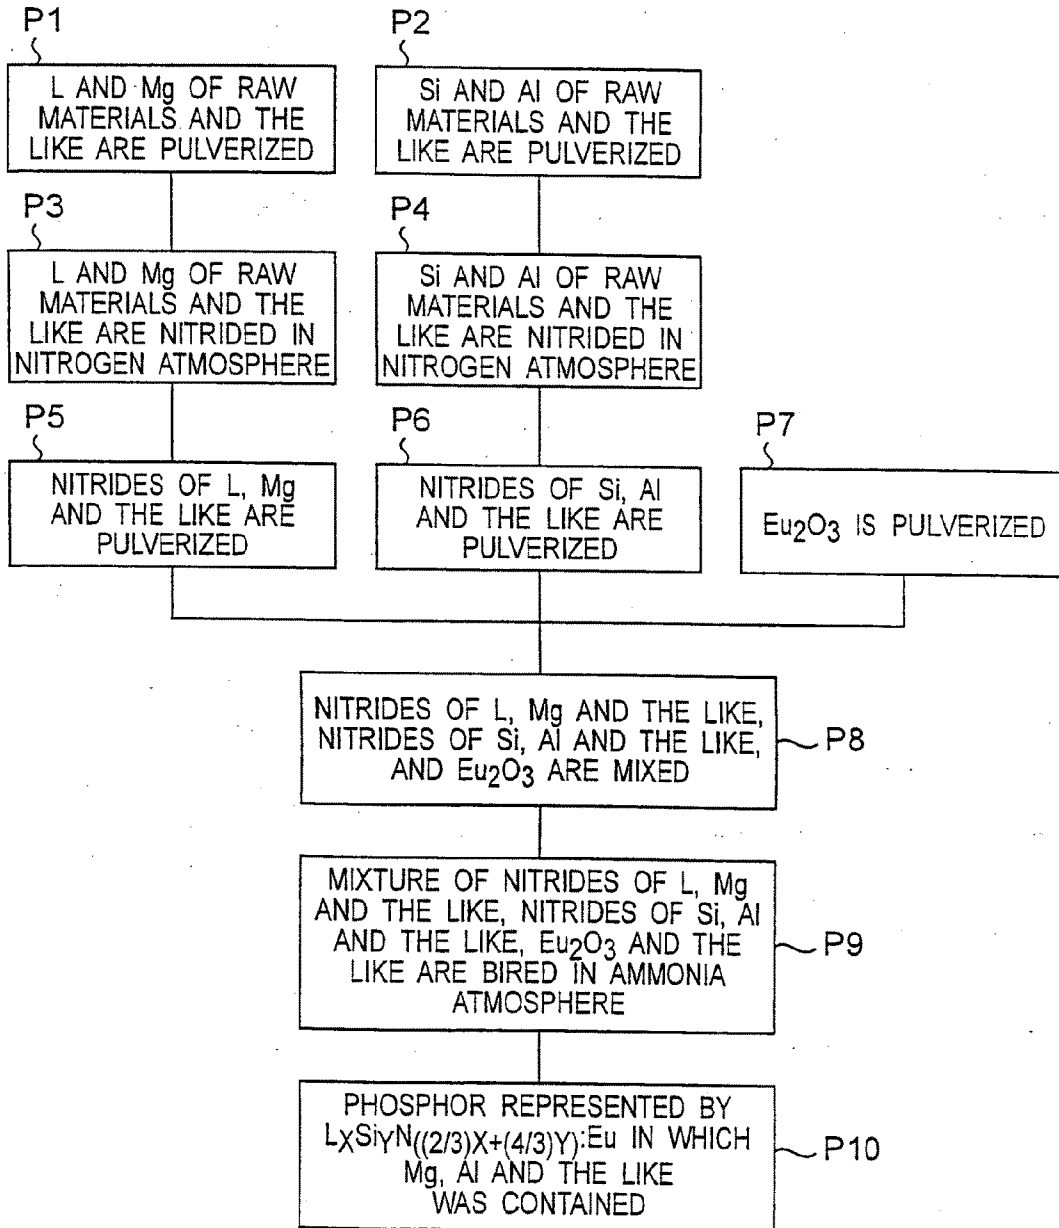 P1
L AND Mg OF RAW
MATERIALS AND THE
LIKE ARE PULVERIZED
P2
Si AND Al OF RAW
MATERIALS AND THE
LIKE ARE PULVERIZED
P3
L AND Mg OF RAW
MATERIALS AND THE
LIKE ARE NITRIDED IN
NITROGEN ATMOSPHERE
P4
Si AND Al OF RAW
MATERIALS AND THE
LIKE ARE NITRIDED IN
NITROGEN ATMOSPHERE
P5
NITRIDES OF L, Mg
AND THE LIKE ARE
PULVERIZED
P6
NITRIDES OF Si, Al
AND THE LIKE ARE
PULVERIZED
P7
Eu2O3 IS PULVERIZED
NITRIDES OF L, Mg AND THE LIKE,
NITRIDES OF Si, Al AND THE LIKE,
AND Eu2O3 ARE MIXED
P8
MIXTURE OF NITRIDES OF L, Mg
AND THE LIKE, NITRIDES OF Si, Al
AND THE LIKE, Eu2O3 AND THE
LIKE ARE BIRED IN AMMONIA
ATMOSPHERE
P9
PHOSPHOR REPRESENTED BY
LXSiYN((2/3)X+(4/3)Y):Eu IN WHICH
Mg, Al AND THE LIKE
WAS CONTAINED
P10